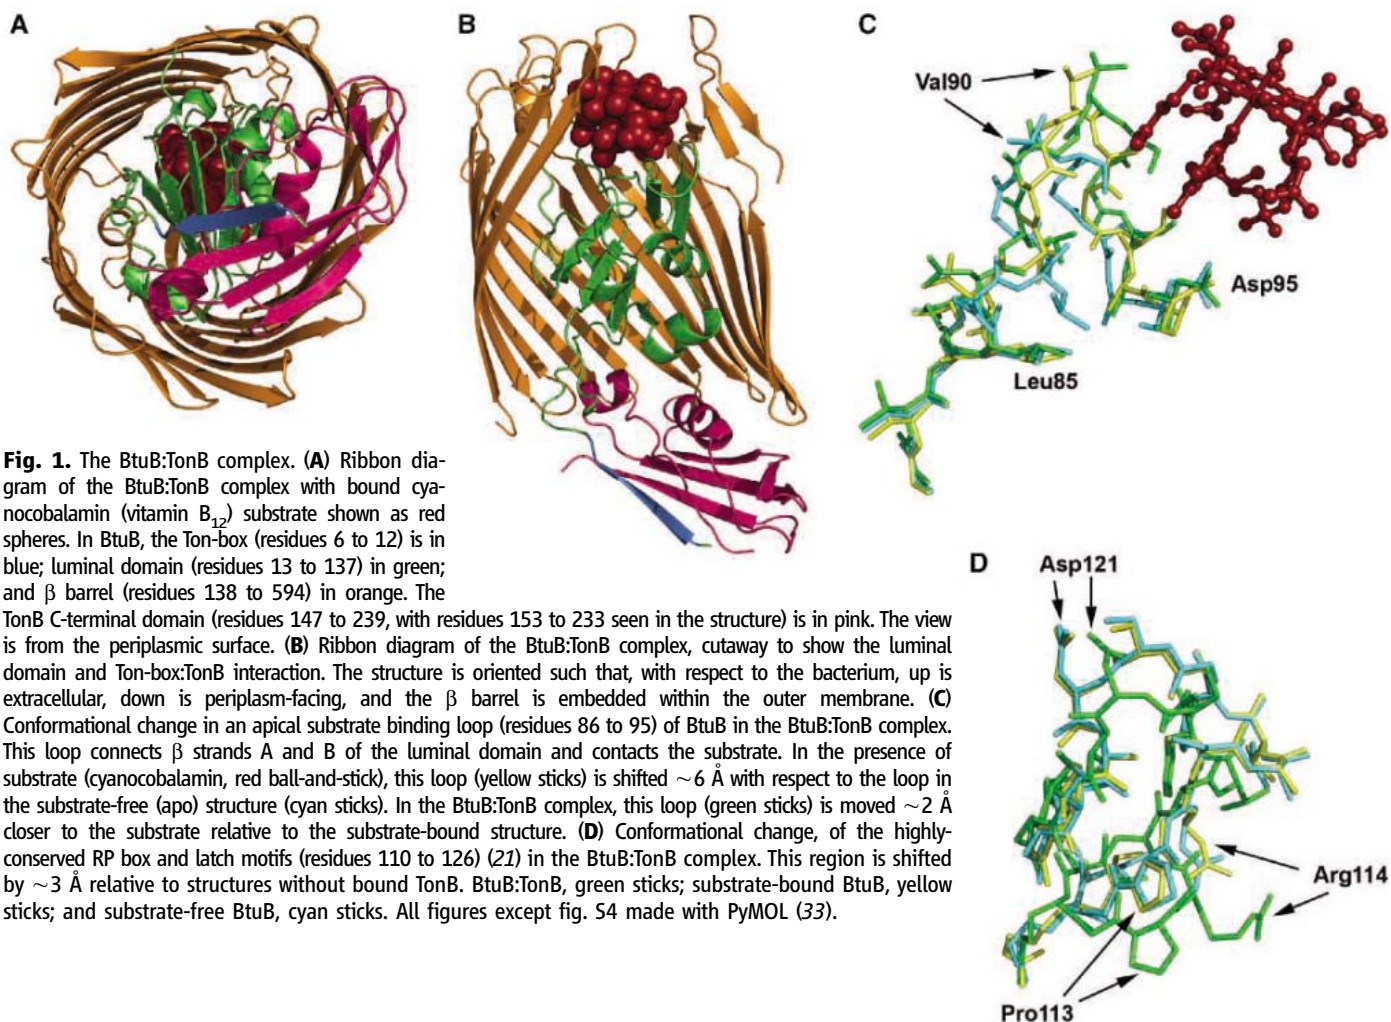 A
B
C
Val90
Asp95
Leu85
Fig. 1. The BtuB:TonB complex. (A) Ribbon dia-
gram of the BtuB:TonB complex with bound cya-
nocobalamin (vitamin B12) substrate shown as red
spheres. In BtuB, the Ton-box (residues 6 to 12) is in
blue; luminal domain (residues 13 to 137) in green;
and β barrel (residues 138 to 594) in orange. The
TonB C-terminal domain (residues 147 to 239, with residues 153 to 233 seen in the structure) is in pink. The view
is from the periplasmic surface. (B) Ribbon diagram of the BtuB:TonB complex, cutaway to show the luminal
domain and Ton-box:TonB interaction. The structure is oriented such that, with respect to the bacterium, up is
extracellular, down is periplasm-facing, and the β barrel is embedded within the outer membrane. (C)
Conformational change in an apical substrate binding loop (residues 86 to 95) of BtuB in the BtuB:TonB complex.
This loop connects β strands A and B of the luminal domain and contacts the substrate. In the presence of
substrate (cyanocobalamin, red ball-and-stick), this loop (yellow sticks) is shifted ~6 Å with respect to the loop in
the substrate-free (apo) structure (cyan sticks). In the BtuB:TonB complex, this loop (green sticks) is moved ~2 Å
closer to the substrate relative to the substrate-bound structure. (D) Conformational change, of the highly-
conserved RP box and latch motifs (residues 110 to 126) (21) in the BtuB:TonB complex. This region is shifted
by ~3 Å relative to structures without bound TonB. BtuB:TonB, green sticks; substrate-bound BtuB, yellow
sticks; and substrate-free BtuB, cyan sticks. All figures except fig. S4 made with PyMOL (33).
D
Asp121
Arg114
Pro113